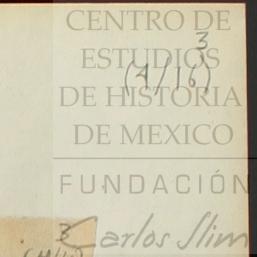 CENTRO DE
3
ESTUDIOS
(4/16)
DE HISTORIA
DE MEXICO
FUNDACIÓN
3
Carlos Slim